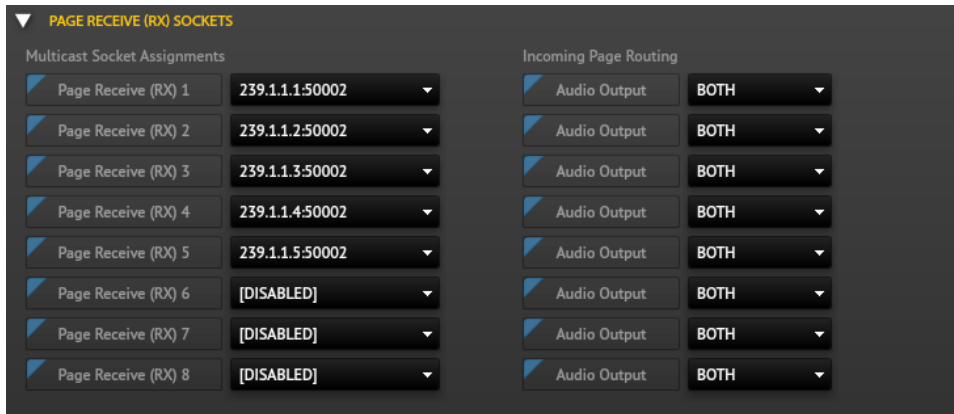 PAGE RECEIVE (RX) SOCKETS
Multicast Socket Assignments Incoming Page Routing
Page Receive (RX) 1 239.1.1.1:50002 Audio Output BOTH
Page Receive (RX) 2 239.1.1.2:50002 Audio Output BOTH
Page Receive (RX) 3 239.1.1.3:50002 Audio Output BOTH
Page Receive (RX) 4 239.1.1.4:50002 Audio Output BOTH
Page Receive (RX) 5 239.1.1.5:50002 Audio Output BOTH
Page Receive (RX) 6 [DISABLED] Audio Output BOTH
Page Receive (RX) 7 [DISABLED] Audio Output BOTH
Page Receive (RX) 8 [DISABLED] Audio Output BOTH